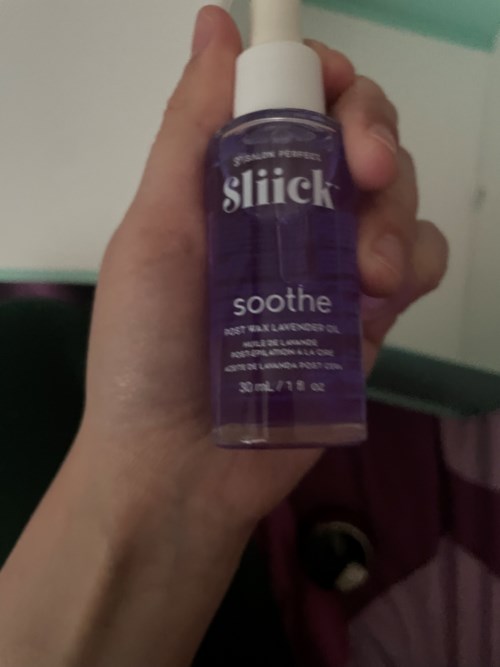 SALON PERFECT
sliick
soothe
POST WAX LAVENDER OIL
HUILE DE LAVANDE
POST-ÉPILATION À LA CIRE
ACEITE DE LAVANDA POST CERA
30 mL / 1 fl oz